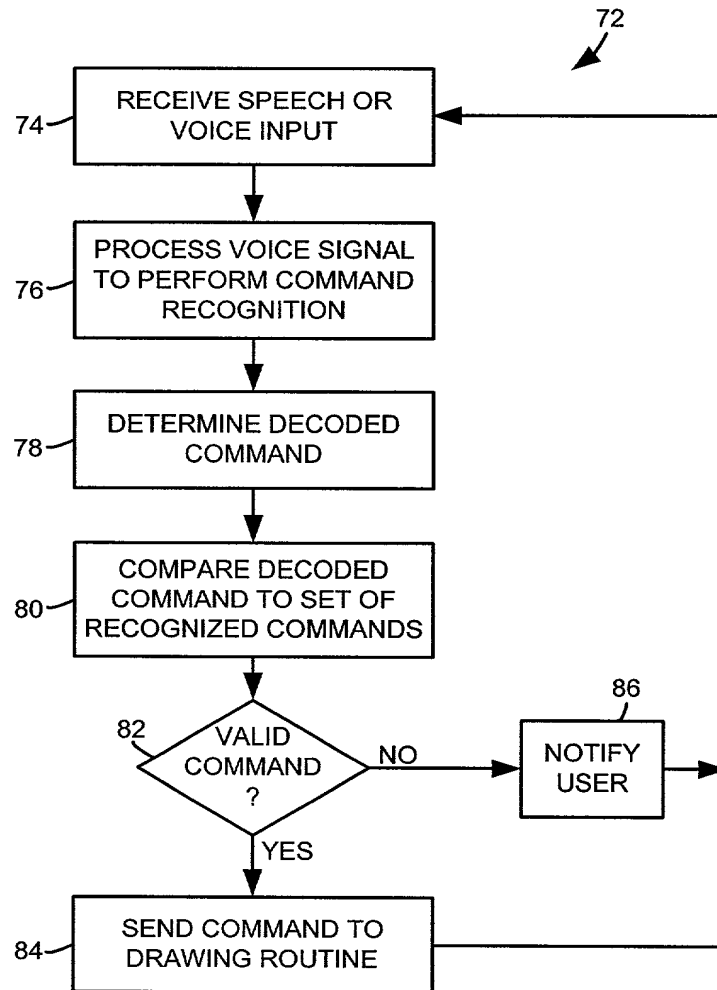 72
74
RECEIVE SPEECH OR
VOICE INPUT
76
PROCESS VOICE SIGNAL
TO PERFORM COMMAND
RECOGNITION
78
DETERMINE DECODED
COMMAND
80
COMPARE DECODED
COMMAND TO SET OF
RECOGNIZED COMMANDS
82
VALID
COMMAND
?
NO
86
NOTIFY
USER
YES
84
SEND COMMAND TO
DRAWING ROUTINE